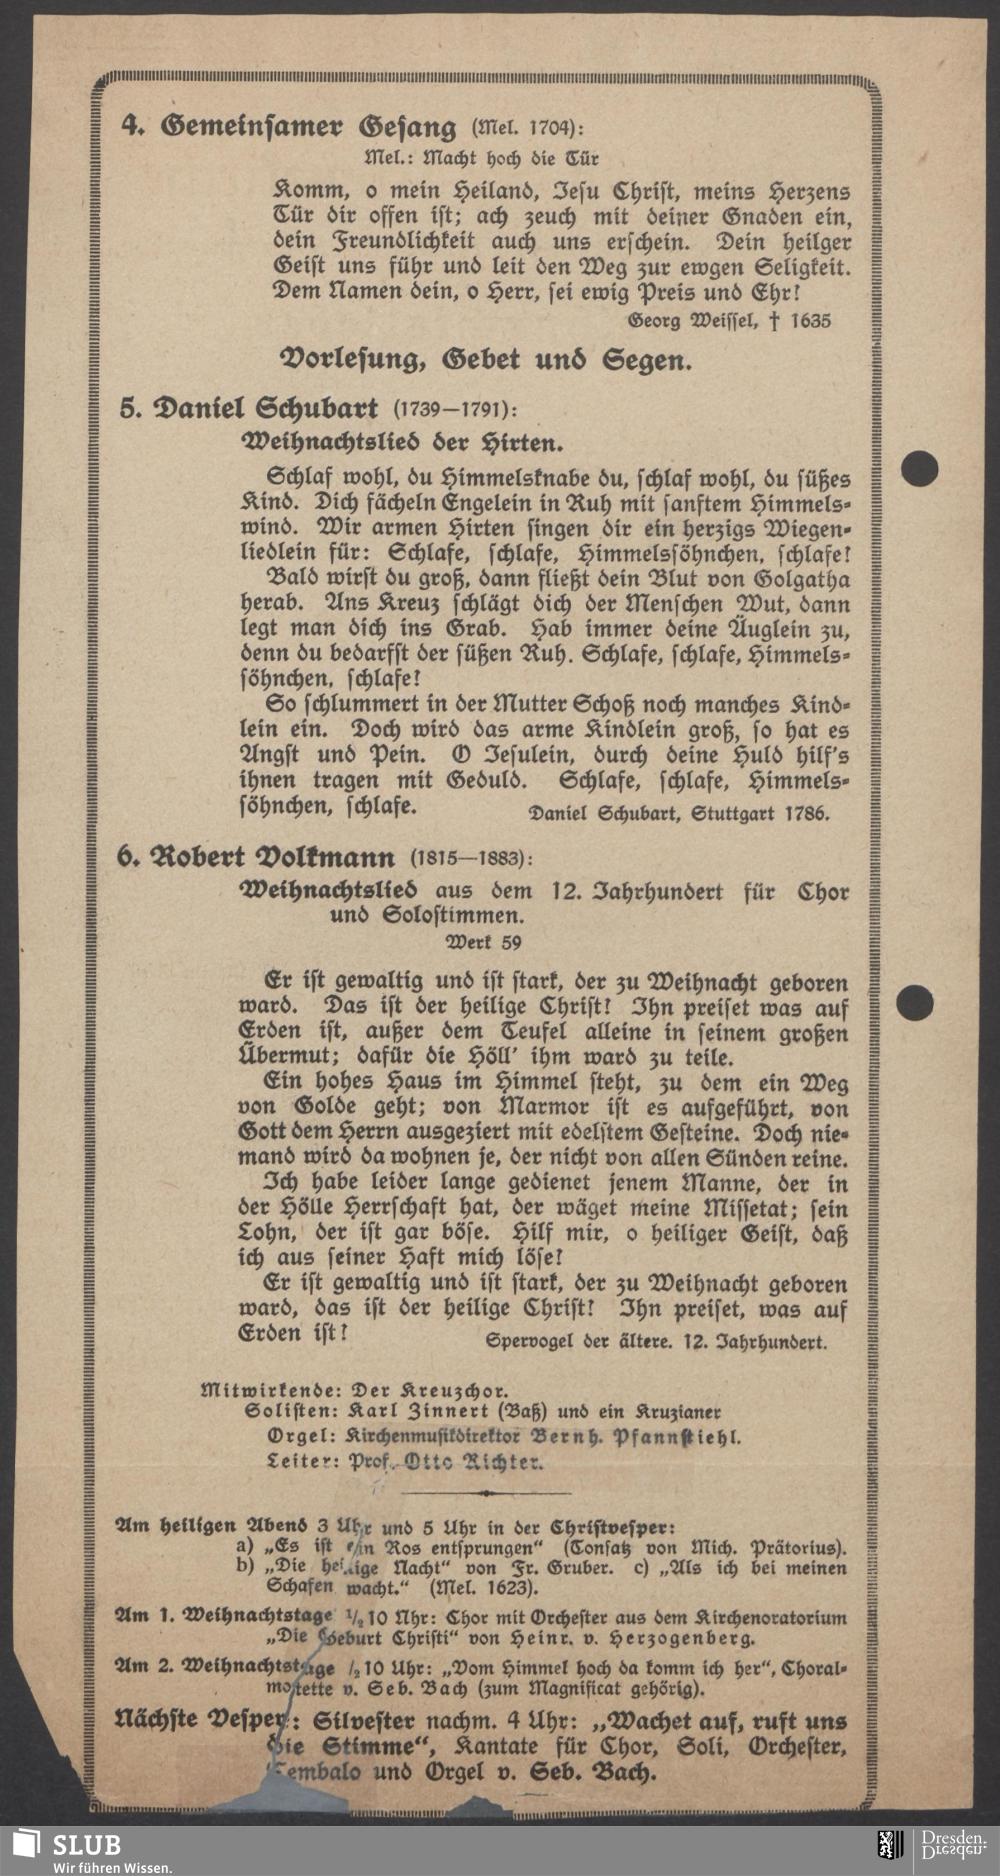 4. Gemeinsamer Gesang (Mel. 1704):
Mel.: Macht hoch die Tür
Komm, o mein Heiland, Jesu Christ, meins Herzens
Tür dir offen ist; ach zeuch mit deiner Gnaden ein,
dein Freundlichkeit auch uns erschein. Dein heilger
Geist uns führ und leit den Weg zur ewgen Seligkeit.
Dem Namen dein, o Herr, sei ewig Preis und Ehr!
Georg Weissel, † 1635
Vorlesung, Gebet und Segen.
5. Daniel Schubart (1739—1791):
Weihnachtslied der Hirten.
Schlaf wohl, du Himmelsknabe du, schlaf wohl, du süßes
Kind. Dich fächeln Engelein in Ruh mit sanftem Himmels-
wind. Wir armen Hirten singen dir ein herzigs Wiegen-
liedlein für: Schlafe, schlafe, Himmelssöhnchen, schlafe!
Bald wirst du groß, dann fließt dein Blut von Golgatha
herab. Ans Kreuz schlägt dich der Menschen Wut, dann
legt man dich ins Grab. Hab immer deine Äuglein zu,
denn du bedarfst der süßen Ruh. Schlafe, schlafe, Himmels-
söhnchen, schlafe!
So schlummert in der Mutter Schoß noch manches Kind-
lein ein. Doch wird das arme Kindlein groß, so hat es
Angst und Pein. O Jesulein, durch deine Huld hilf's
ihnen tragen mit Geduld. Schlafe, schlafe, Himmels-
söhnchen, schlafe.
Daniel Schubart, Stuttgart 1786.
6. Robert Volkmann (1815—1883):
Weihnachtslied aus dem 12. Jahrhundert für Chor
und Solostimmen.
Werk 59
Er ist gewaltig und ist stark, der zu Weihnacht geboren
ward. Das ist der heilige Christ! Ihn preiset was auf
Erden ist, außer dem Teufel alleine in seinem großen
Übermut; dafür die Höll' ihm ward zu teile.
Ein hohes Haus im Himmel steht, zu dem ein Weg
von Golde geht; von Marmor ist es aufgeführt, von
Gott dem Herrn ausgeziert mit edelstem Gesteine. Doch nie-
mand wird da wohnen je, der nicht von allen Sünden reine.
Ich habe leider lange gedienet jenem Manne, der in
der Hölle Herrschaft hat, der wäget meine Missetat; sein
Lohn, der ist gar böse. Hilf mir, o heiliger Geist, daß
ich aus seiner Haft mich löse!
Er ist gewaltig und ist stark, der zu Weihnacht geboren
ward, das ist der heilige Christ! Ihn preiset, was auf
Erden ist!
Spervogel der ältere. 12. Jahrhundert.
Mitwirkende: Der Kreuzchor.
Solisten: Karl Zinnert (Baß) und ein Kruzianer
Orgel: Kirchenmusikdirektor Bernh. Pfannstiehl.
Leiter: Prof. Otto Richter.
Am heiligen Abend 3 Uhr und 5 Uhr in der Christvesper:
a) „Es ist ein Ros entsprungen“ (Tonsatz von Mich. Prätorius).
b) „Die heilige Nacht“ von Fr. Gruber. c) „Als ich bei meinen
Schafen wacht.“ (Mel. 1623).
Am 1. Weihnachtstage ½10 Uhr: Chor mit Orchester aus dem Kirchenoratorium
„Die Geburt Christi“ von Heinr. v. Herzogenberg.
Am 2. Weihnachtstage ½10 Uhr: „Vom Himmel hoch da komm ich her“, Choral-
motette v. Seb. Bach (zum Magnificat gehörig).
Nächste Vesper: Silvester nachm. 4 Uhr: „Wachet auf, ruft uns
die Stimme“, Kantate für Chor, Soli, Orchester,
Cembalo und Orgel v. Seb. Bach.
SLUB
Wir führen Wissen.
Dresden.
Dresden.